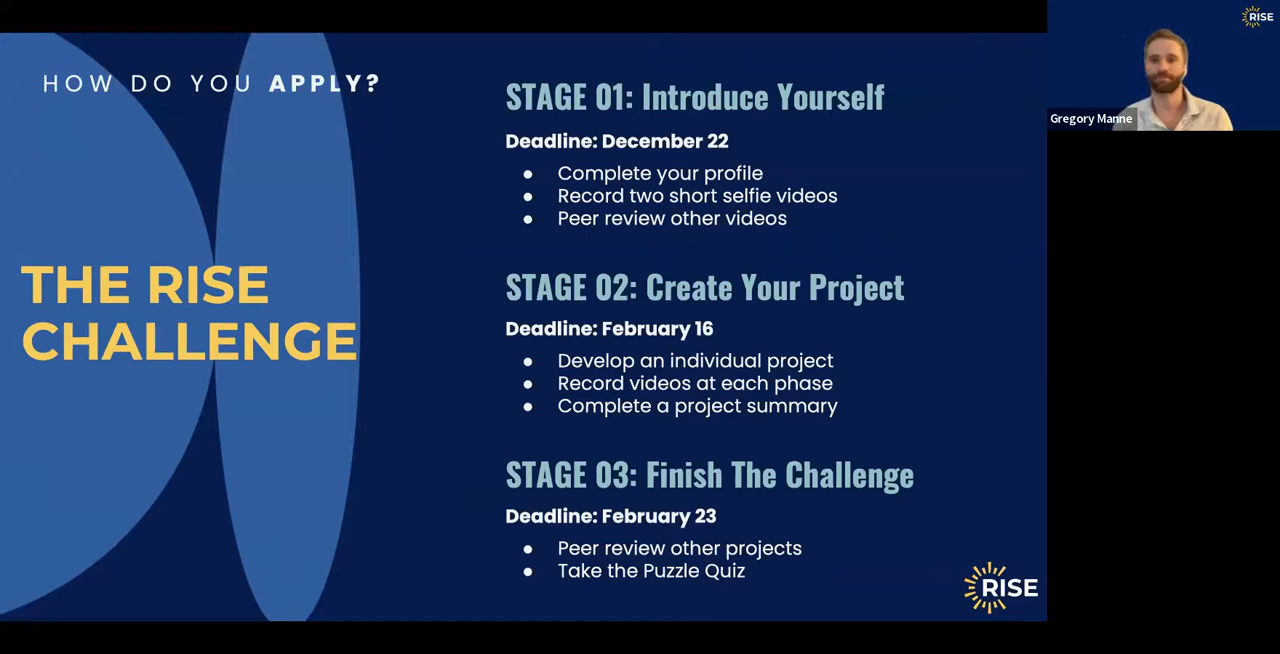 HOW DO YOU APPLY?
THE RISE
CHALLENGE
STAGE 01: Introduce Yourself
Deadline: December 22
● Complete your profile
● Record two short selfie videos
● Peer review other videos
STAGE 02: Create Your Project
Deadline: February 16
● Develop an individual project
● Record videos at each phase
● Complete a project summary
STAGE 03: Finish The Challenge
Deadline: February 23
● Peer review other projects
● Take the Puzzle Quiz
RISE
RISE
Gregory Manne